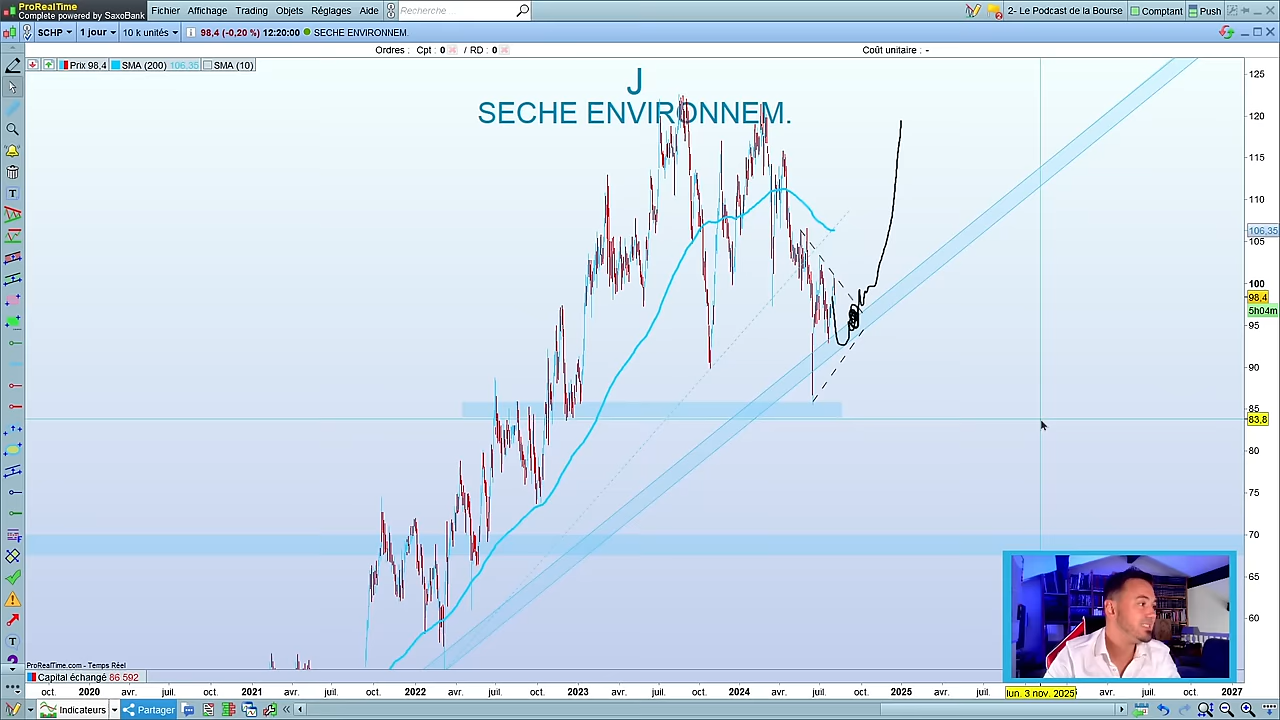 ProRealTime
Complete powered by SaxoBank
Fichier Affichage Trading Objets Réglages Aide Recherche 2- Le Podcast de la Bourse Comptant Push
SCHP 1 jour 10 k unités i 98,4 (-0,20 %) 12:20:00 SECHE ENVIRONNEM.
Ordres : Cpt : 0 / RD : 0 Coût unitaire : -
Prix 98,4 SMA (200) 106.35 SMA (10)
J
SECHE ENVIRONNEM.
125
120
115
110
106.35
105
100
98,4
5h04m
95
90
85
83,8
80
75
70
65
60
ProRealTime.com - Temps Réel
Capital échangé 86 592
oct. 2020 avr. juil. oct. 2021 avr. juil. oct. 2022 avr. juil. oct. 2023 avr. juil. oct. 2024 avr. juil. oct. 2025 avr. juil. lun. 3 nov. 2025 avr. juil. oct. 2027
Indicateurs Partager